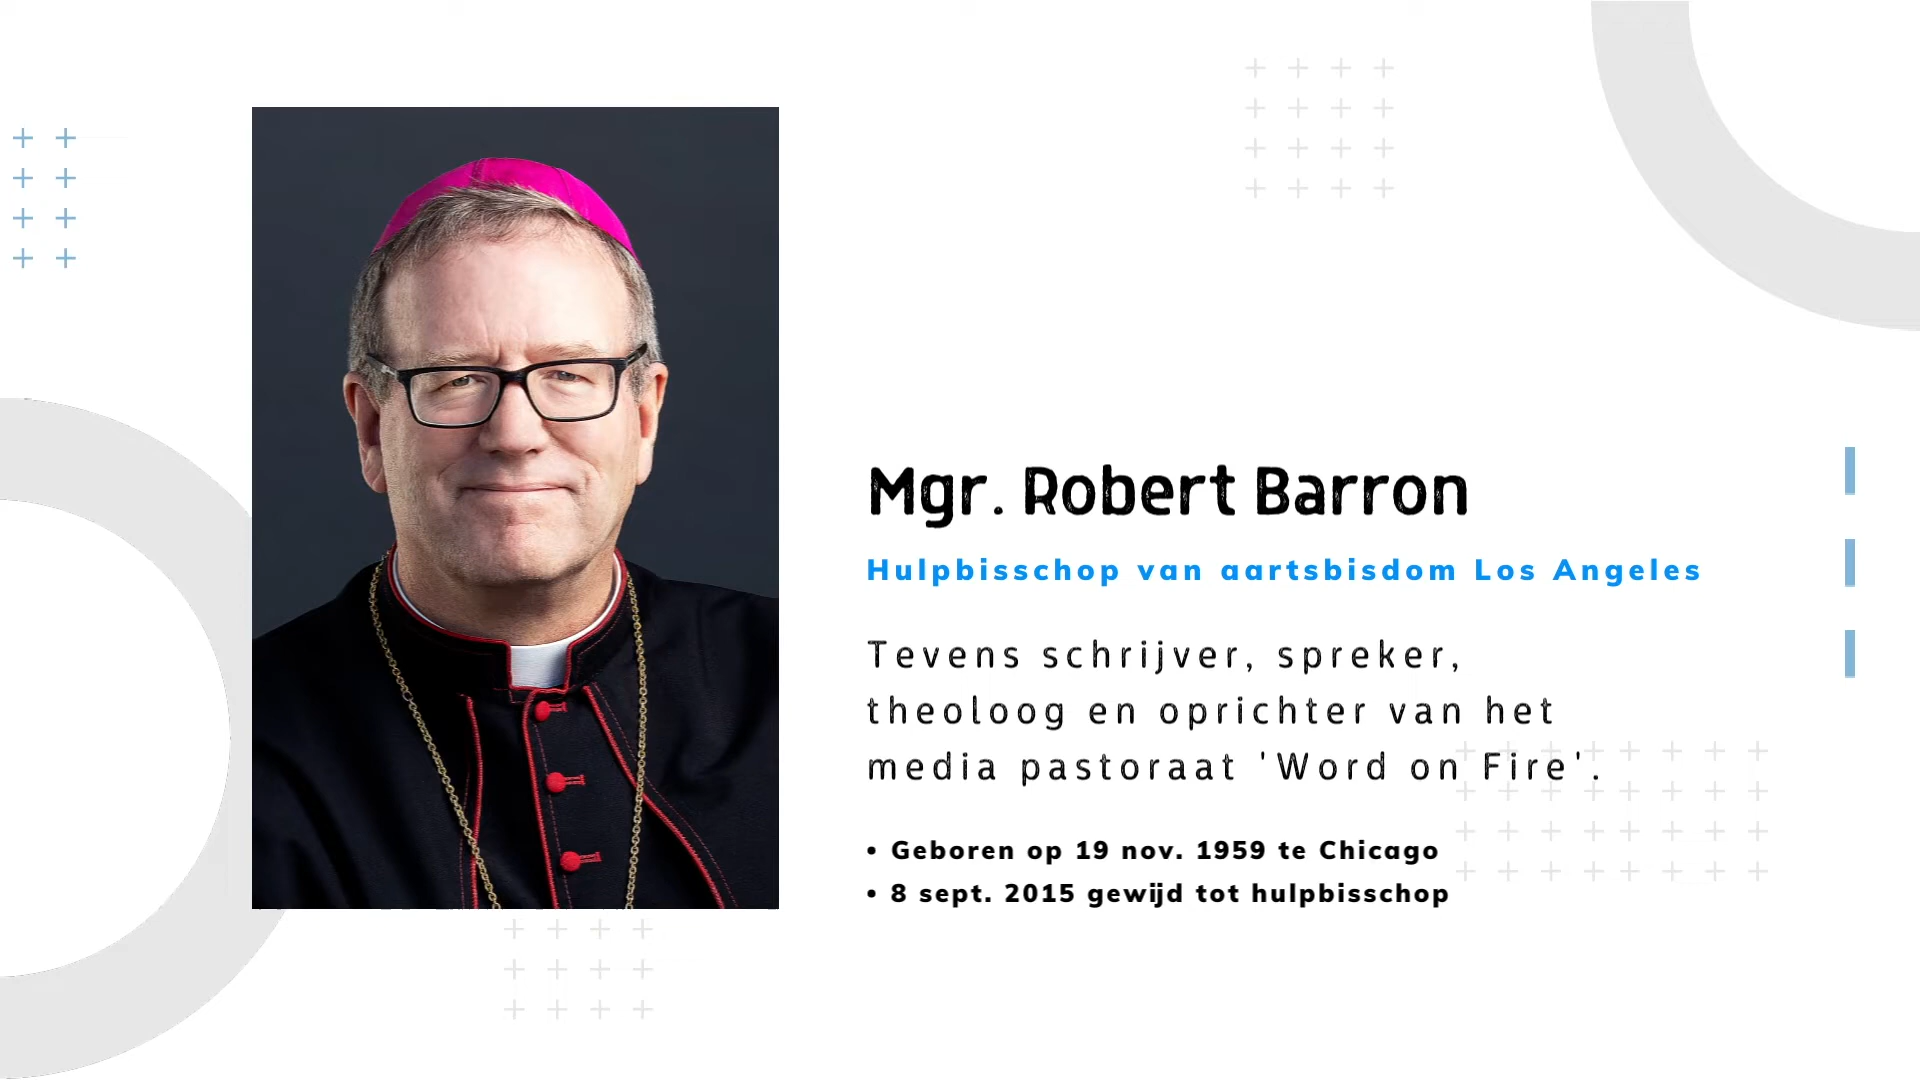 Mgr. Robert Barron
Hulpbisschop van aartsbisdom Los Angeles
Tevens schrijver, spreker,
theoloog en oprichter van het
media pastoraat 'Word on Fire'.
• Geboren op 19 nov. 1959 te Chicago
• 8 sept. 2015 gewijd tot hulpbisschop